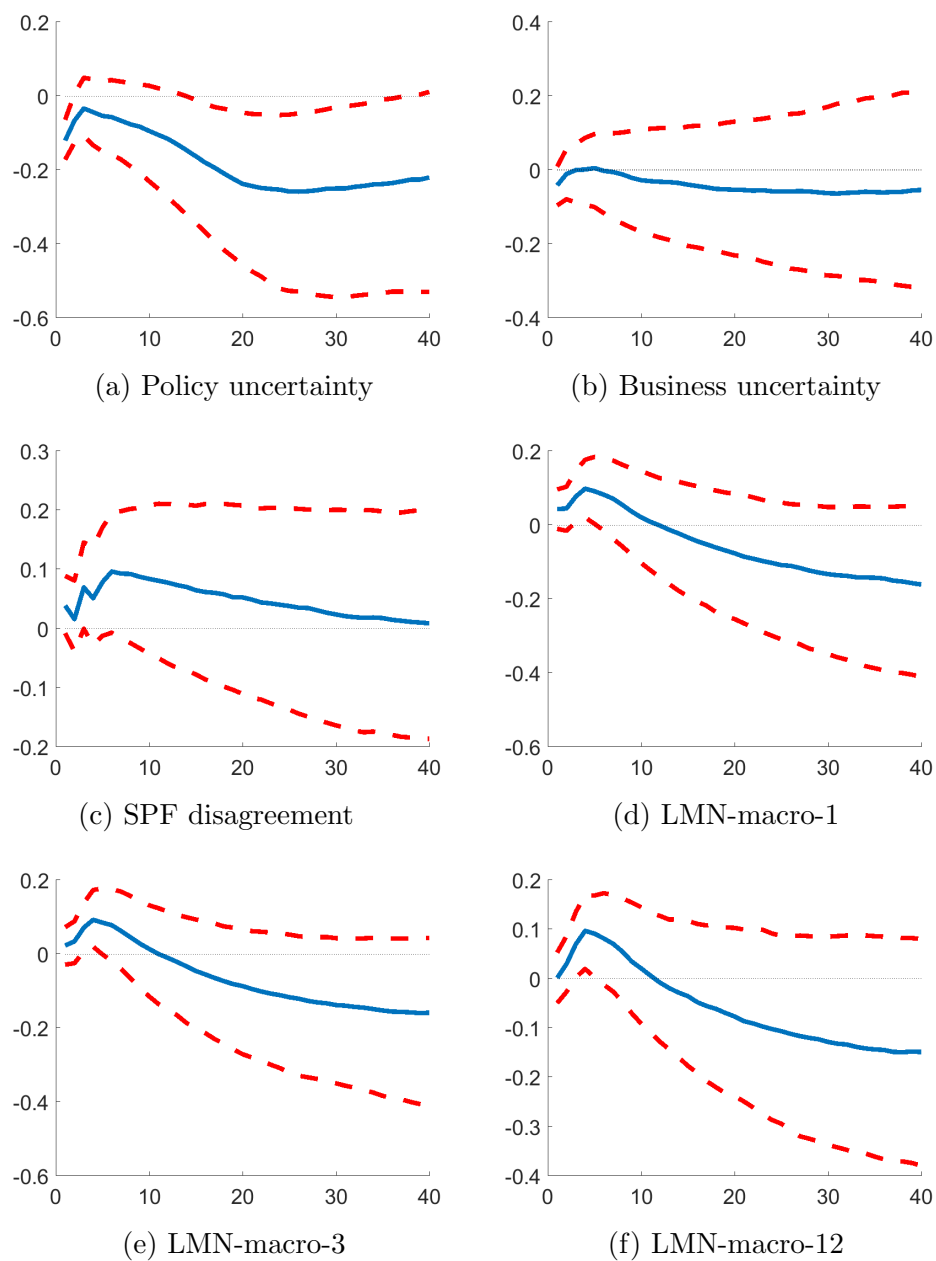 0.2
0
-0.2
-0.4
-0.6
0 10 20 30 40
(a) Policy uncertainty
0.4
0.2
0
-0.2
-0.4
0 10 20 30 40
(b) Business uncertainty
0.3
0.2
0.1
0
-0.1
-0.2
0 10 20 30 40
(c) SPF disagreement
0.2
0
-0.2
-0.4
-0.6
0 10 20 30 40
(d) LMN-macro-1
0.2
0
-0.2
-0.4
-0.6
0 10 20 30 40
(e) LMN-macro-3
0.2
0.1
0
-0.1
-0.2
-0.3
-0.4
0 10 20 30 40
(f) LMN-macro-12